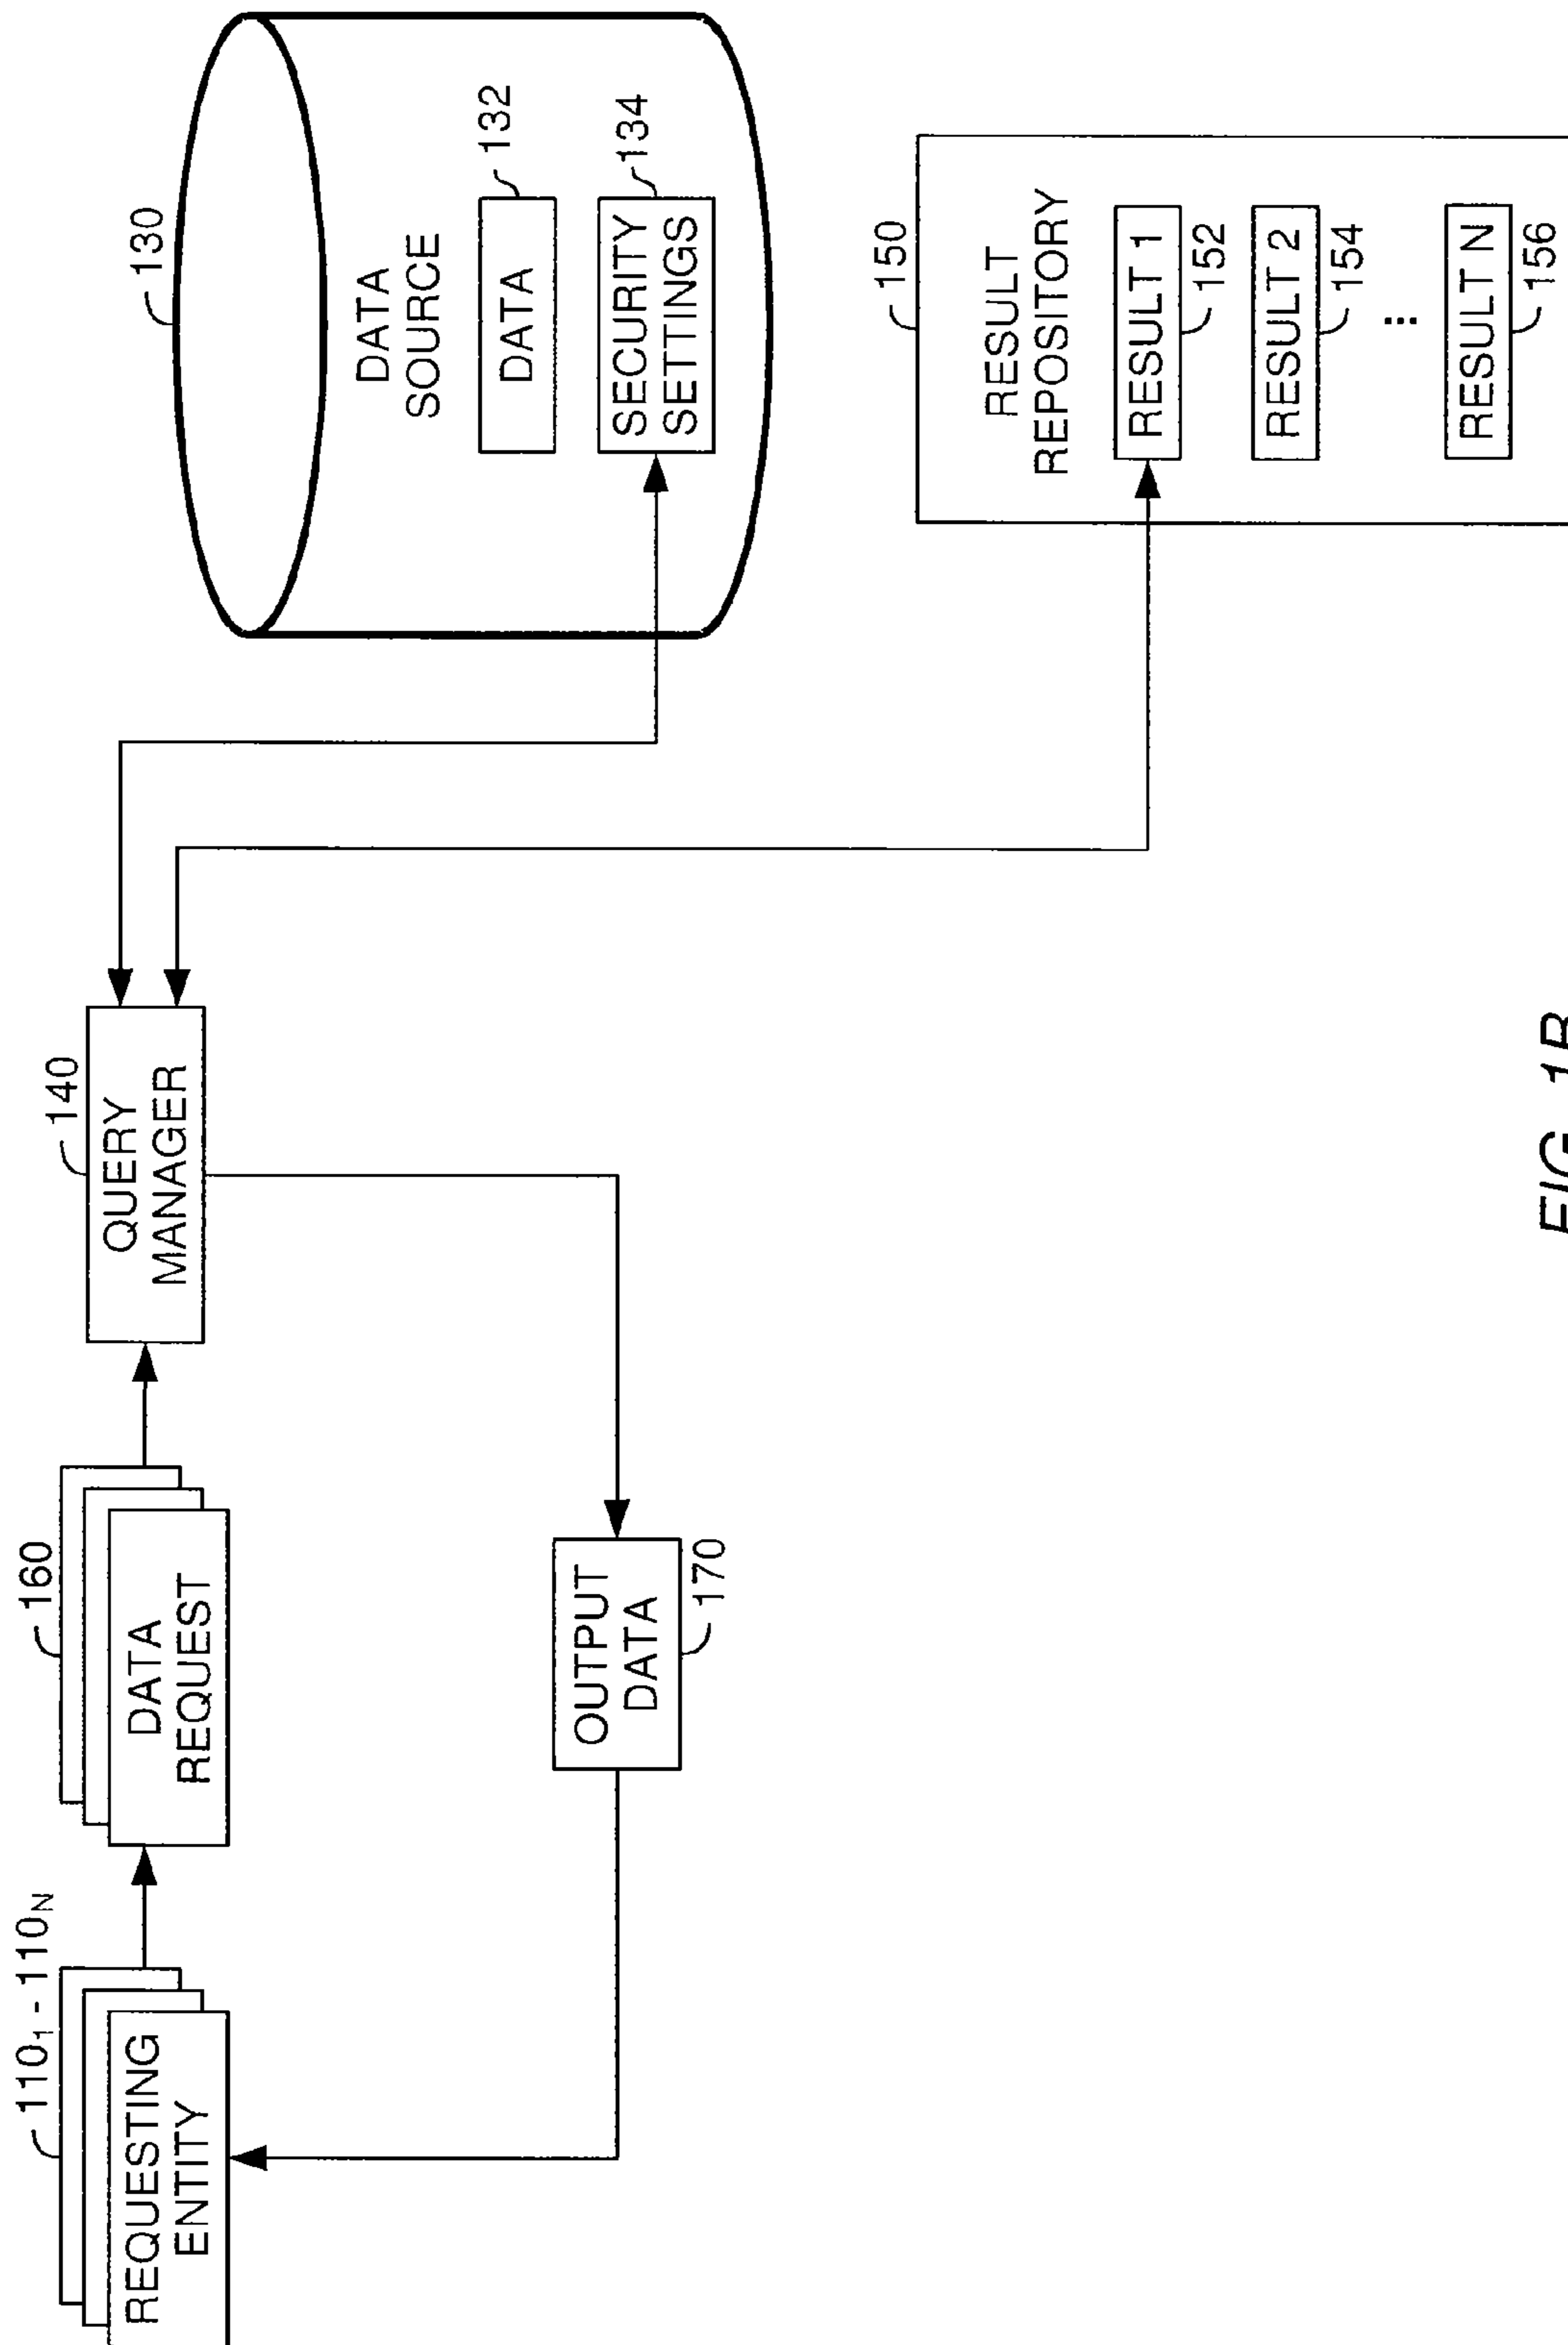 110₁ - 110N
REQUESTING
ENTITY
160
DATA
REQUEST
140
QUERY
MANAGER
OUTPUT
DATA
170
130
DATA
SOURCE
DATA
132
SECURITY
SETTINGS
134
150
RESULT
REPOSITORY
RESULT 1
152
RESULT 2
154
...
RESULT N
156
FIG. 1B